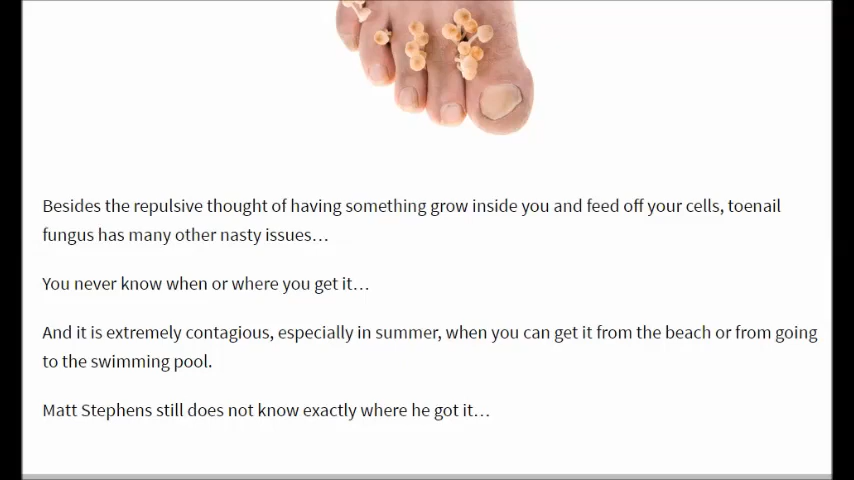 Besides the repulsive thought of having something grow inside you and feed off your cells, toenail
fungus has many other nasty issues…
You never know when or where you get it…
And it is extremely contagious, especially in summer, when you can get it from the beach or from going
to the swimming pool.
Matt Stephens still does not know exactly where he got it…